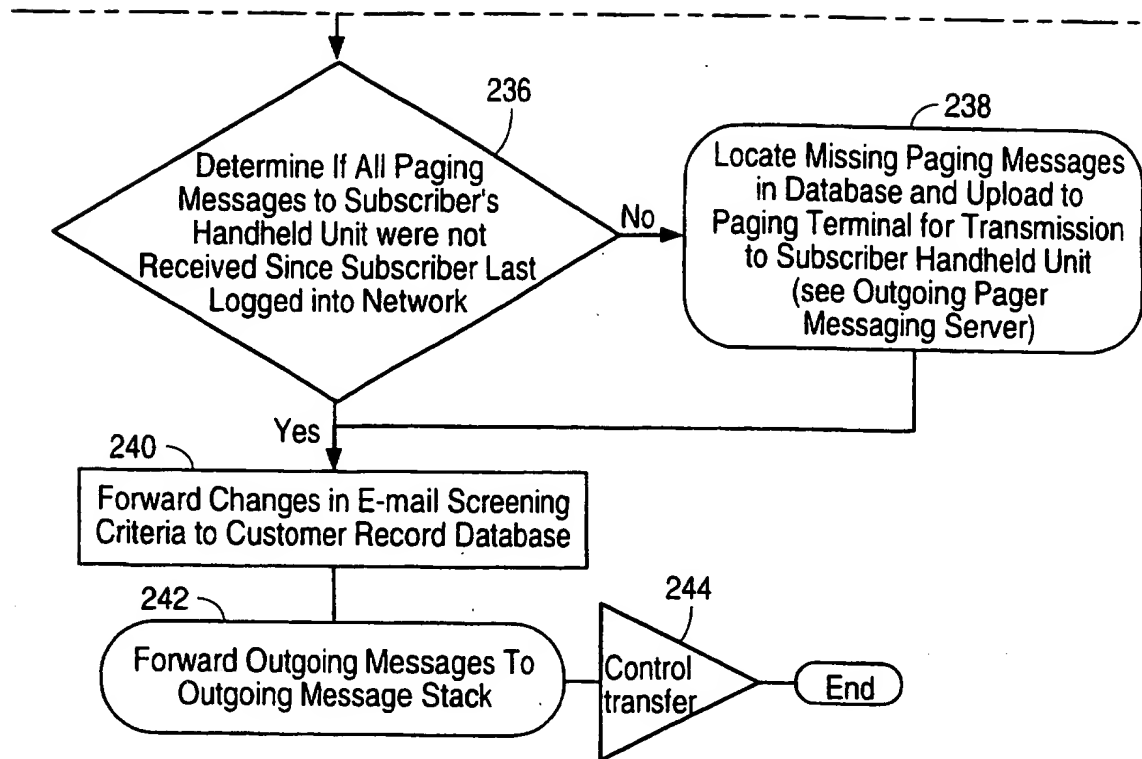 236
Determine If All Paging
Messages to Subscriber's
Handheld Unit were not
Received Since Subscriber Last
Logged into Network
No
238
Locate Missing Paging Messages
in Database and Upload to
Paging Terminal for Transmission
to Subscriber Handheld Unit
(see Outgoing Pager
Messaging Server)
Yes
240
Forward Changes in E-mail Screening
Criteria to Customer Record Database
242
Forward Outgoing Messages To
Outgoing Message Stack
244
Control
transfer
End